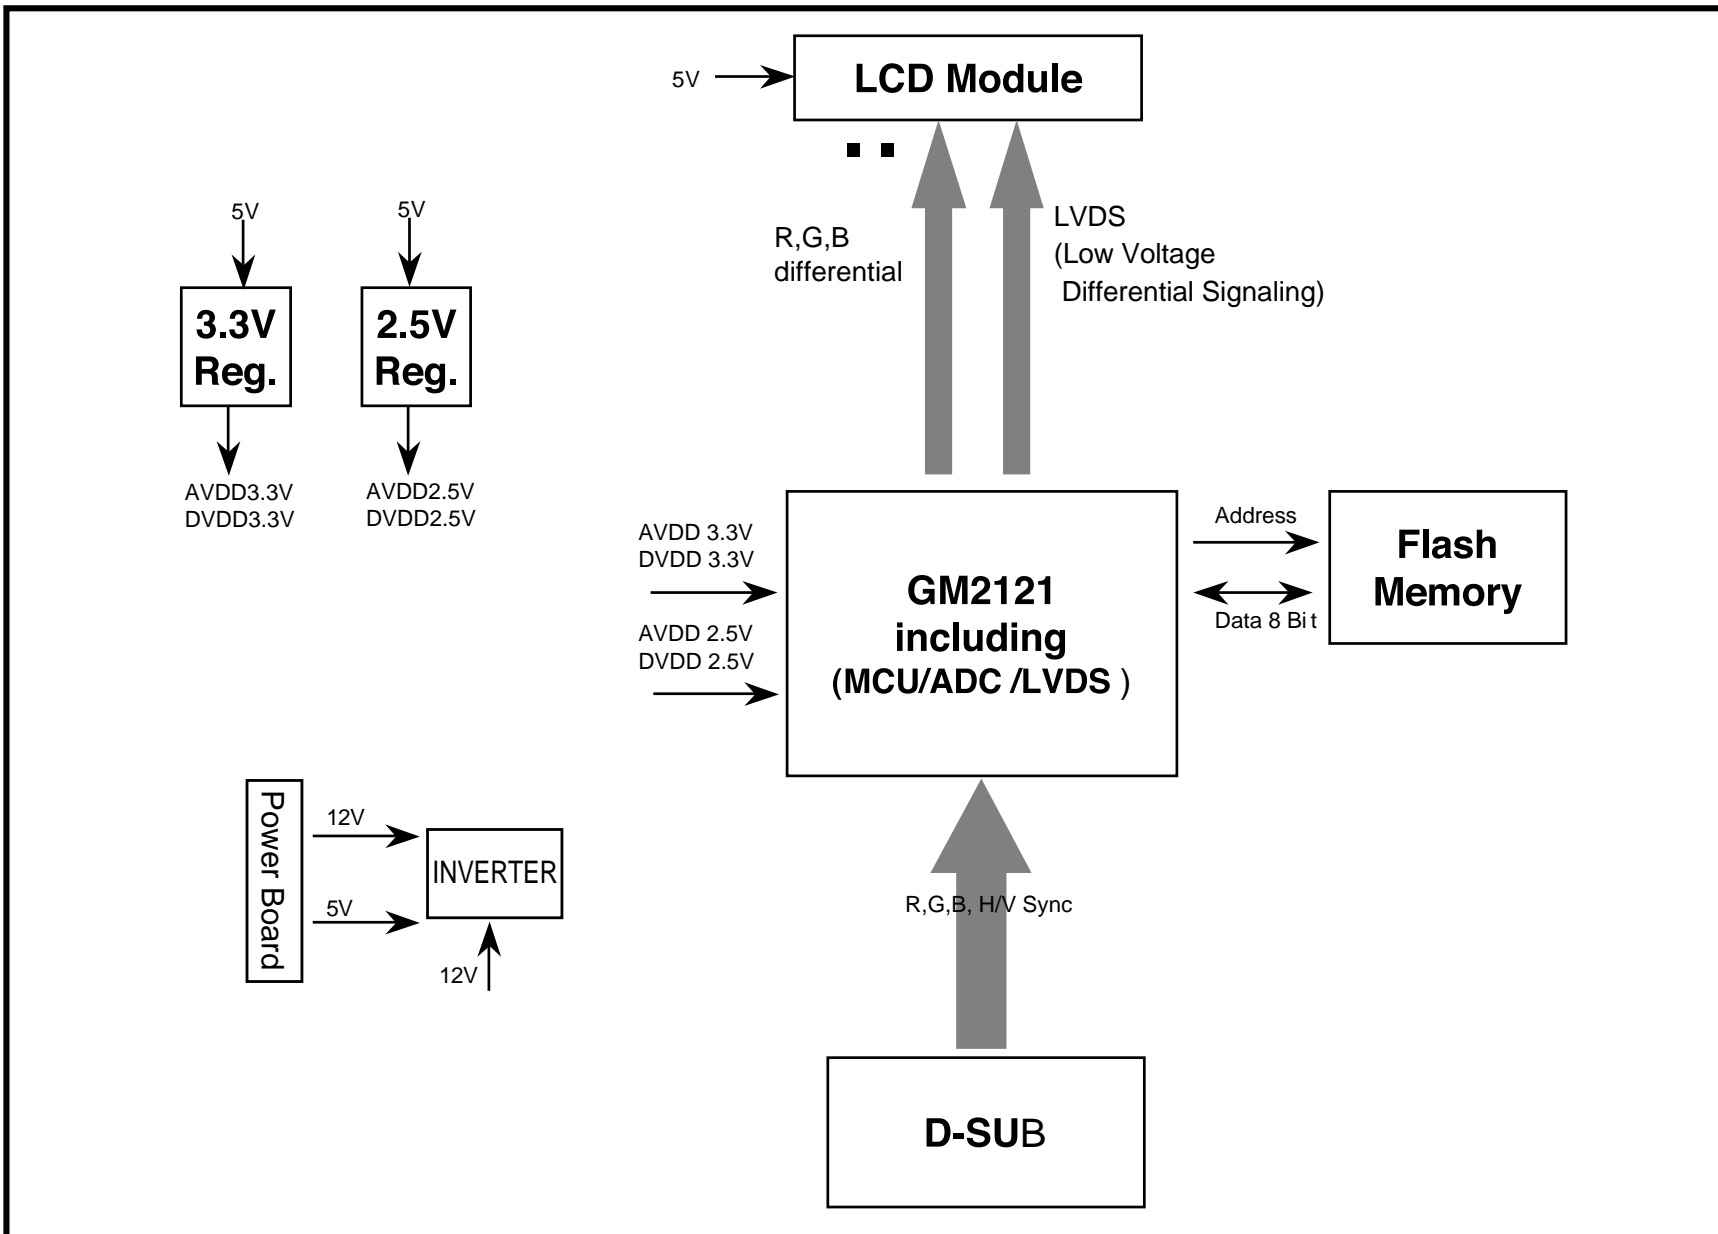 LCD Module
5V
R,G,B
differential
LVDS
(Low Voltage
Differential Signaling)
5V
5V
3.3V
Reg.
2.5V
Reg.
AVDD3.3V
DVDD3.3V
AVDD2.5V
DVDD2.5V
AVDD 3.3V
DVDD 3.3V
AVDD 2.5V
DVDD 2.5V
GM2121
including
(MCU/ADC /LVDS )
Address
Data 8 Bit
Flash
Memory
Power Board
12V
5V
INVERTER
12V
R,G,B, H/V Sync
D-SUB